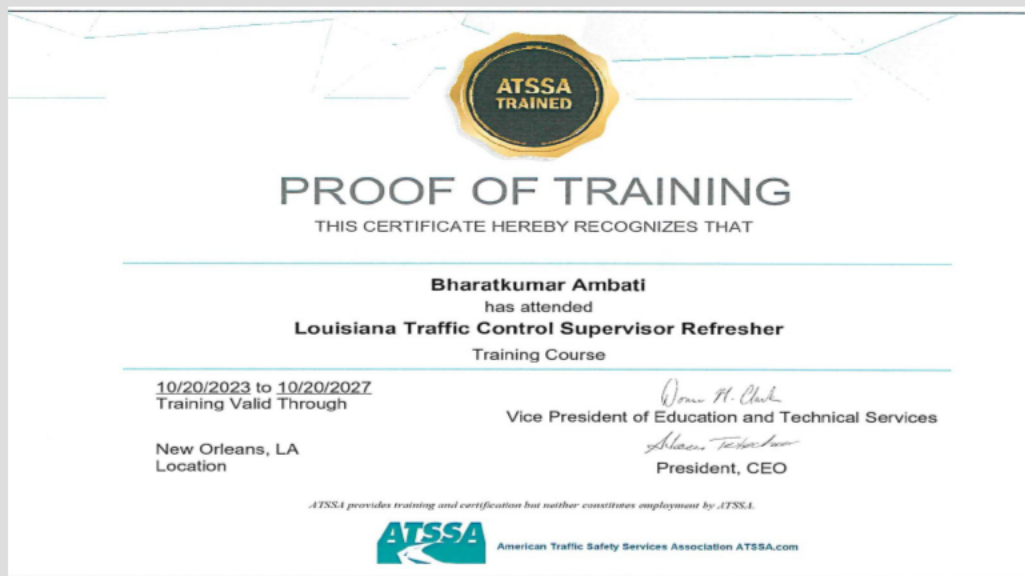 ATSSA
TRAINED
PROOF OF TRAINING
THIS CERTIFICATE HEREBY RECOGNIZES THAT
Bharatkumar Ambati
has attended
Louisiana Traffic Control Supervisor Refresher
Training Course
10/20/2023 to 10/20/2027
Training Valid Through
Vice President of Education and Technical Services
New Orleans, LA
Location
President, CEO
ATSSA provides training and certification but neither constitutes employment by ATSSA.
ATSSA
American Traffic Safety Services Association ATSSA.com